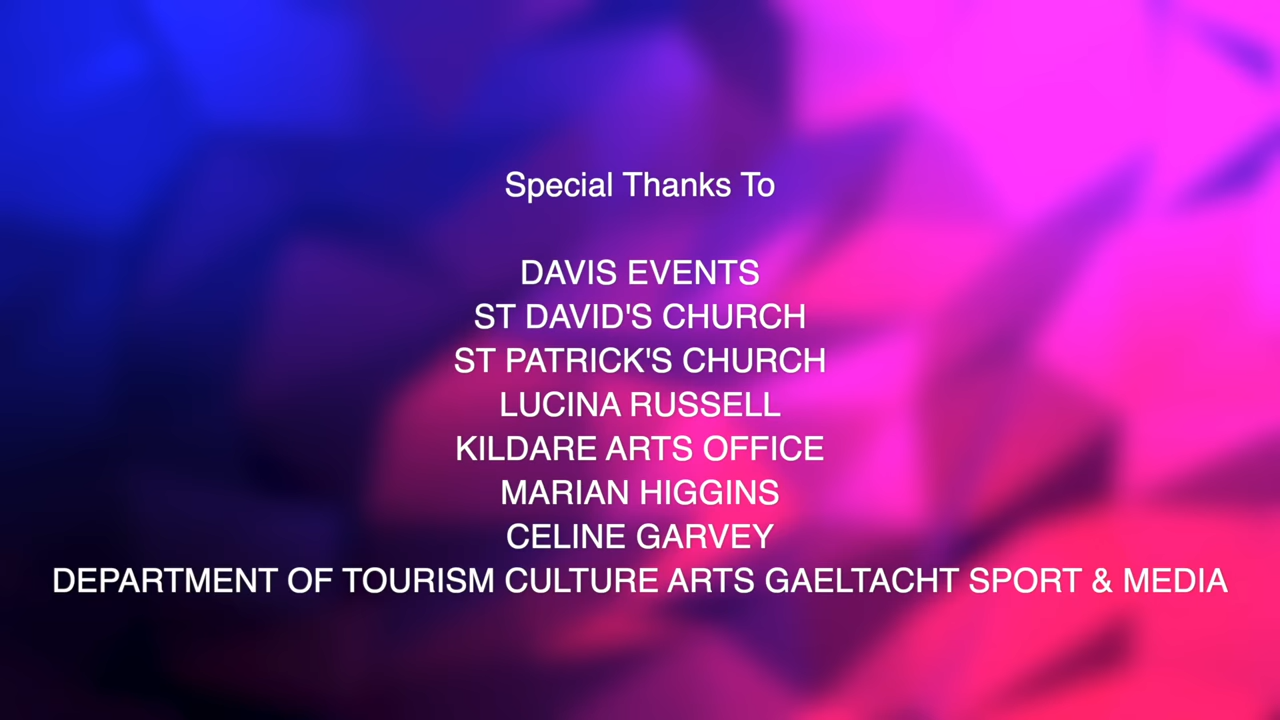 Special Thanks To
DAVIS EVENTS
ST DAVID'S CHURCH
ST PATRICK'S CHURCH
LUCINA RUSSELL
KILDARE ARTS OFFICE
MARIAN HIGGINS
CELINE GARVEY
DEPARTMENT OF TOURISM CULTURE ARTS GAELTACHT SPORT & MEDIA